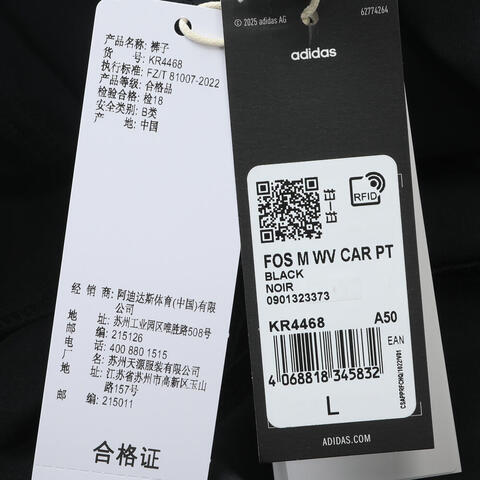 产品名称: 裤子
货 号: KR4468
执行标准: FZ/T 81007-2022
产品等级: 合格品
检验合格: 检18
安全类别: B类
产 地: 中国
经 销 商: 阿迪达斯体育(中国)有限
公司
地 址: 苏州工业园区唯胜路508号
邮 编: 215126
电 话: 400 880 1515
厂 名: 苏州天源服装有限公司
地 址: 江苏省苏州市高新区玉山
路157号
邮 编: 215011
合格证
© 2025 adidas AG
62774264
adidas
RFID
FOS M WV CAR PT
BLACK
NOIR
0901323373
KR4468 A50
EAN
4 068818 345832
L
ADIDAS.COM